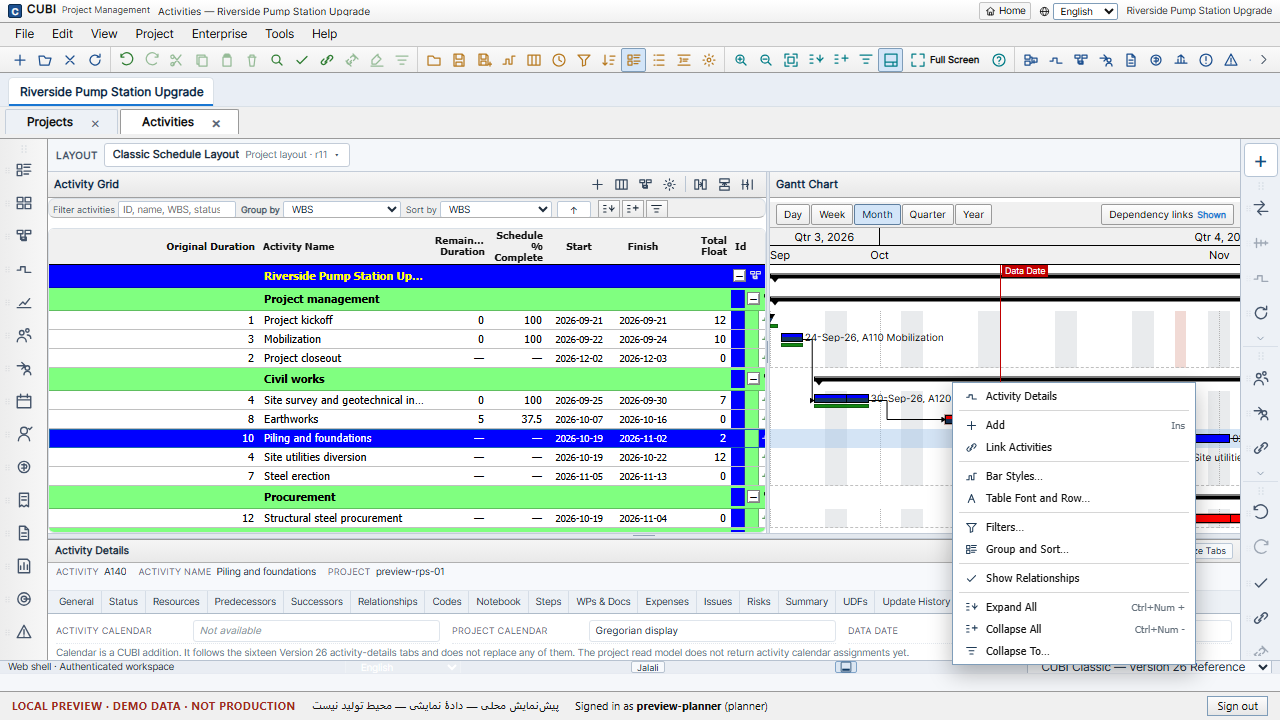 CUBI Project Management Activities — Riverside Pump Station Upgrade Home English Riverside Pump Station Upgrade
File Edit View Project Enterprise Tools Help
Full Screen
Riverside Pump Station Upgrade
Projects × Activities ×
LAYOUT Classic Schedule Layout Project layout · r11
Activity Grid
Filter activities ID, name, WBS, status Group by WBS Sort by WBS
Original Duration Activity Name Remain... Duration Schedule % Complete Start Finish Total Float Id
Riverside Pump Station Up...
Project management
1 Project kickoff 0 100 2026-09-21 2026-09-21 12
3 Mobilization 0 100 2026-09-22 2026-09-24 10
2 Project closeout — — 2026-12-02 2026-12-03 0
Civil works
4 Site survey and geotechnical in... 0 100 2026-09-25 2026-09-30 7
8 Earthworks 5 37.5 2026-10-07 2026-10-16 0
10 Piling and foundations — — 2026-10-19 2026-11-02 2
4 Site utilities diversion — — 2026-10-19 2026-10-22 12
7 Steel erection — — 2026-11-05 2026-11-13 0
Procurement
12 Structural steel procurement — — 2026-10-19 2026-11-04 0
Gantt Chart
Day Week Month Quarter Year Dependency links Shown
Qtr 3, 2026 Qtr 4, 20
Sep Oct Nov
Data Date
24-Sep-26, A110 Mobilization
30-Sep-26, A120
Site utilitie
Activity Details
Add Ins
Link Activities
Bar Styles...
Table Font and Row...
Filters...
Group and Sort...
Show Relationships
Expand All Ctrl+Num +
Collapse All Ctrl+Num -
Collapse To...
Activity Details
ze Tabs
ACTIVITY A140 ACTIVITY NAME Piling and foundations PROJECT preview-rps-01
General Status Resources Predecessors Successors Relationships Codes Notebook Steps WPs & Docs Expenses Issues Risks Summary UDFs Update History
ACTIVITY CALENDAR Not available PROJECT CALENDAR Gregorian display DATA DATE
Calendar is a CUBI addition. It follows the sixteen Version 26 activity-details tabs and does not replace any of them. The project read model does not return activity calendar assignments yet.
Web shell · Authenticated workspace English Jalali CUBI Classic — Version 26 Reference
LOCAL PREVIEW · DEMO DATA · NOT PRODUCTION پیش‌نمایش محلی — دادهٔ نمایشی — محیط تولید نیست Signed in as preview-planner (planner) Sign out